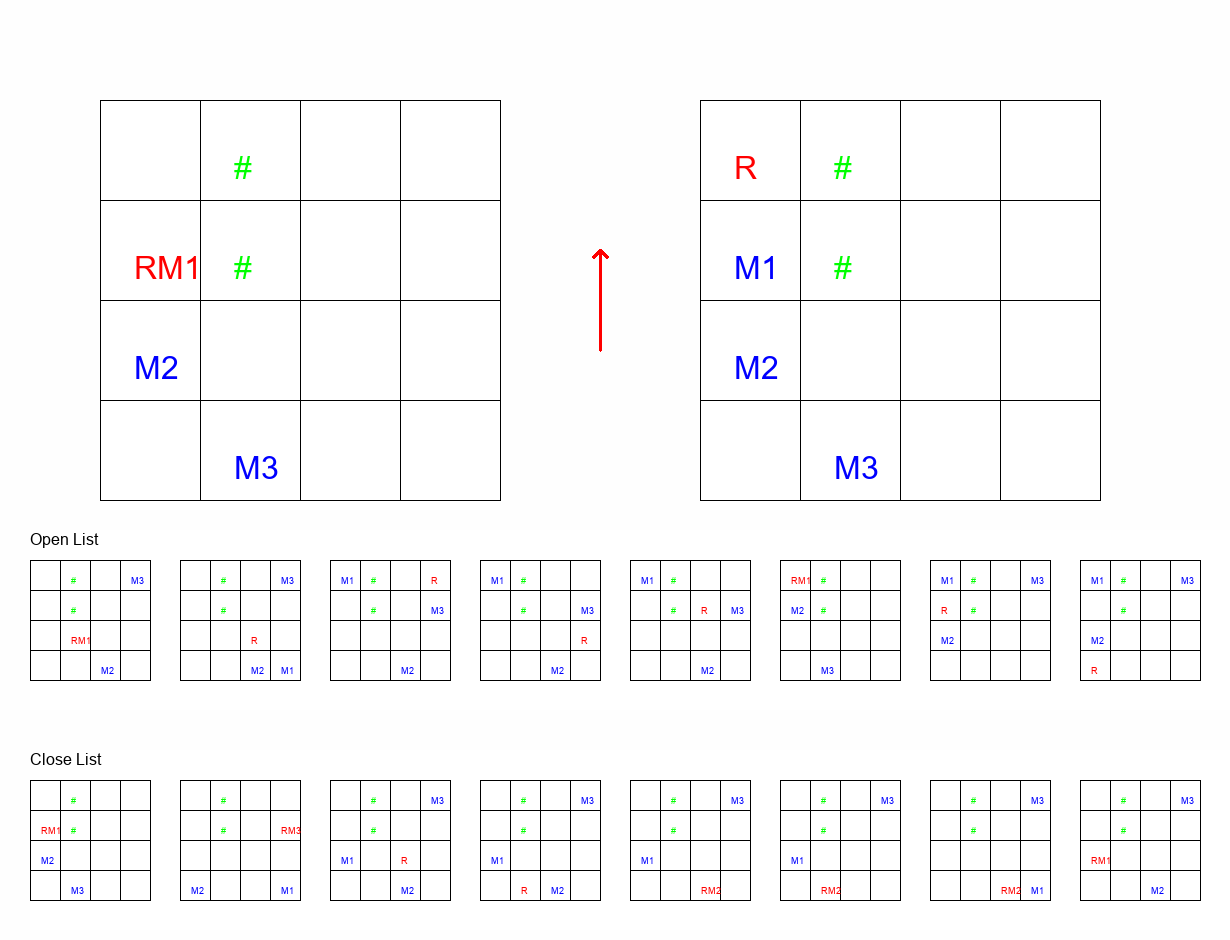 # R #
RM1 # M1 #
M2 M2
M3 M3
Open List
# M3 # M3 M1 # R M1 # M1 # RM1 # M1 # M3 M1 # M3
# # # M3 # M3 # R M3 M2 # R # #
RM1 R R M2 M2
M2 M2 M1 M2 M2 M2 M3 R
Close List
# # # M3 # M3 # M3 # M3 # M3 # M3
RM1 # # RM3 # # # # # #
M2 M1 R M1 M1 M1 RM1
M3 M2 M1 M2 R M2 RM2 RM2 RM2 M1 M2